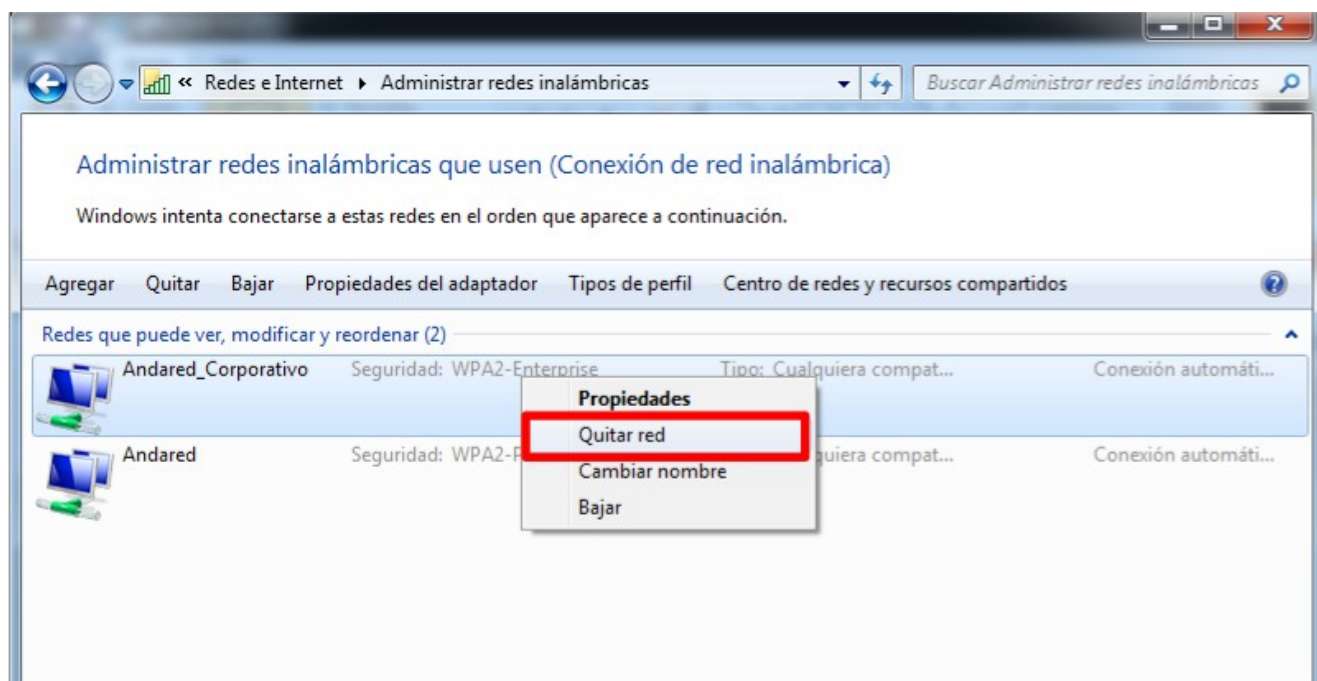 « Redes e Internet ▸ Administrar redes inalámbricas Buscar Administrar redes inalámbricas
Administrar redes inalámbricas que usen (Conexión de red inalámbrica)
Windows intenta conectarse a estas redes en el orden que aparece a continuación.
Agregar Quitar Bajar Propiedades del adaptador Tipos de perfil Centro de redes y recursos compartidos
Redes que puede ver, modificar y reordenar (2)
Andared_Corporativo Seguridad: WPA2-Enterprise Tipo: Cualquiera compat... Conexión automáti...
Propiedades
Quitar red
Andared Seguridad: WPA2-P compat... Conexión automáti...
Cambiar nombre
Bajar